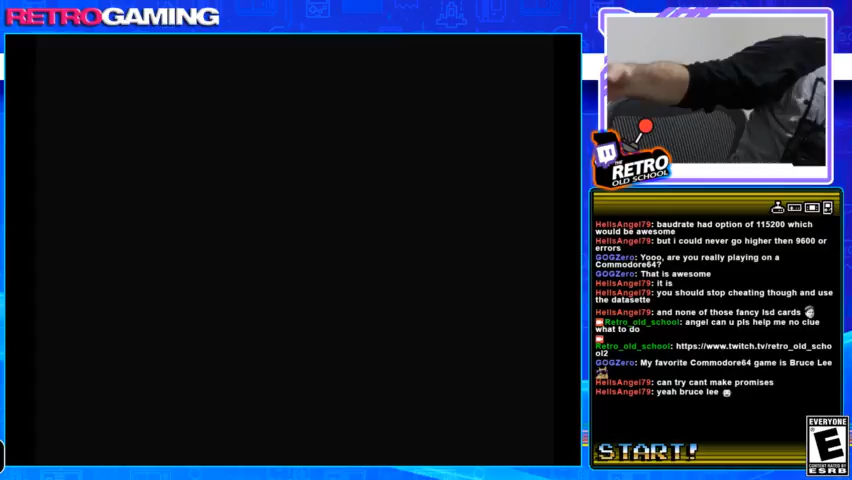 RETROGAMING
THE
RETRO
OLD SCHOOL
HellsAngel79: baudrate had option of 115200 which
would be awesome
HellsAngel79: but i could never go higher then 9600 or
errors
GOGZero: Yooo, are you really playing on a
Commodore64?
GOGZero: That is awesome
HellsAngel79: it is
HellsAngel79: you should stop cheating though and use
the datasette
HellsAngel79: and none of those fancy lsd cards
Retro_old_school: angel can u pls help me no clue
what to do
Retro_old_school: https://www.twitch.tv/retro_old_scho
ol2
GOGZero: My favorite Commodore64 game is Bruce Lee
HellsAngel79: can try cant make promises
HellsAngel79: yeah bruce lee
START!
EVERYONE
E
CONTENT RATED BY
ESRB